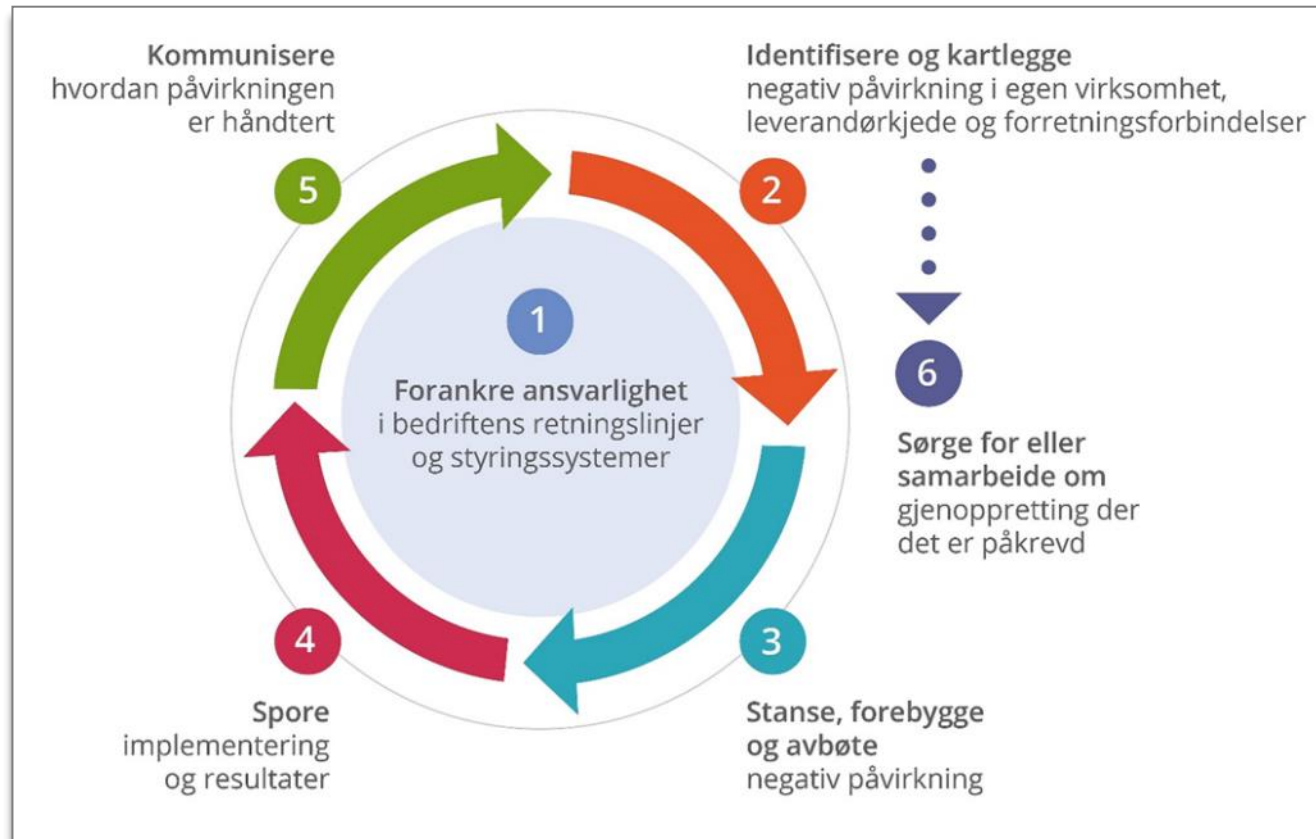 1
Forankre ansvarlighet
i bedriftens retningslinjer
og styringssystemer
2
Identifisere og kartlegge
negativ påvirkning i egen virksomhet,
leverandørkjede og forretningsforbindelser
3
Stanse, forebygge
og avbøte
negativ påvirkning
4
Spore
implementering
og resultater
5
Kommunisere
hvordan påvirkningen
er håndtert
6
Sørge for eller
samarbeide om
gjenoppretting der
det er påkrevd